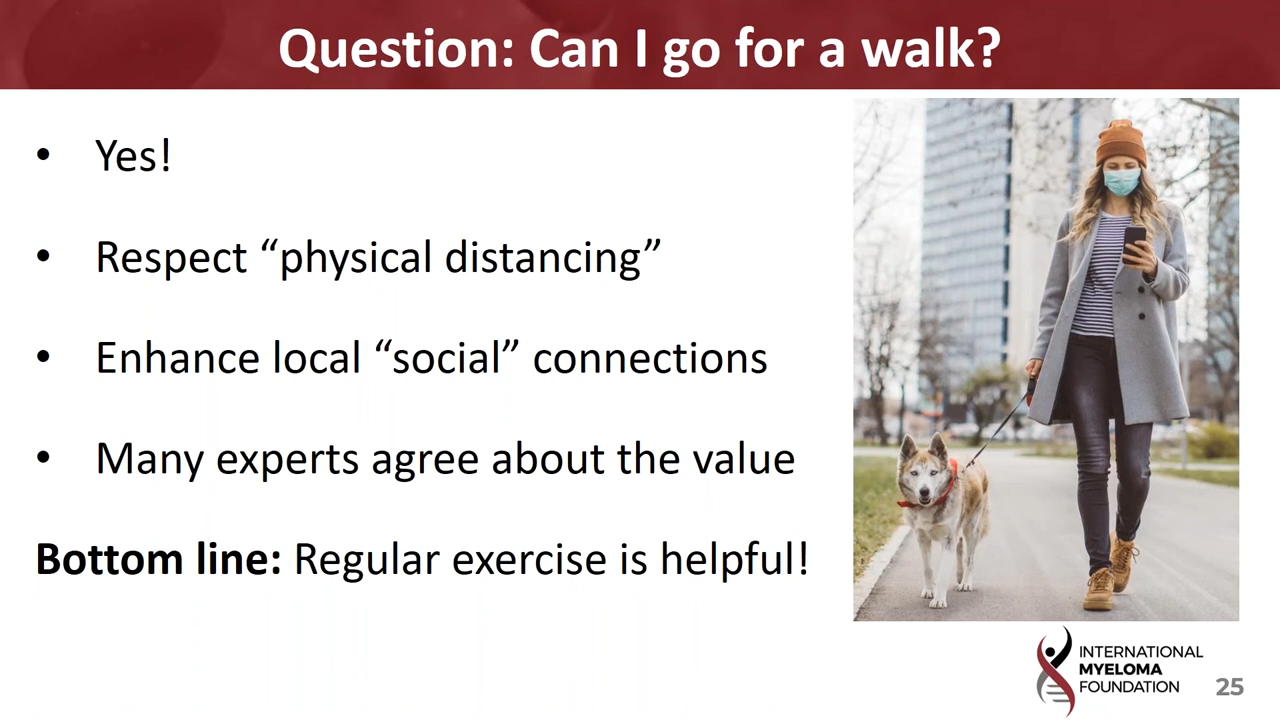 Question: Can I go for a walk?
• Yes!
• Respect “physical distancing”
• Enhance local “social” connections
• Many experts agree about the value
Bottom line: Regular exercise is helpful!
INTERNATIONAL
MYELOMA
FOUNDATION
25